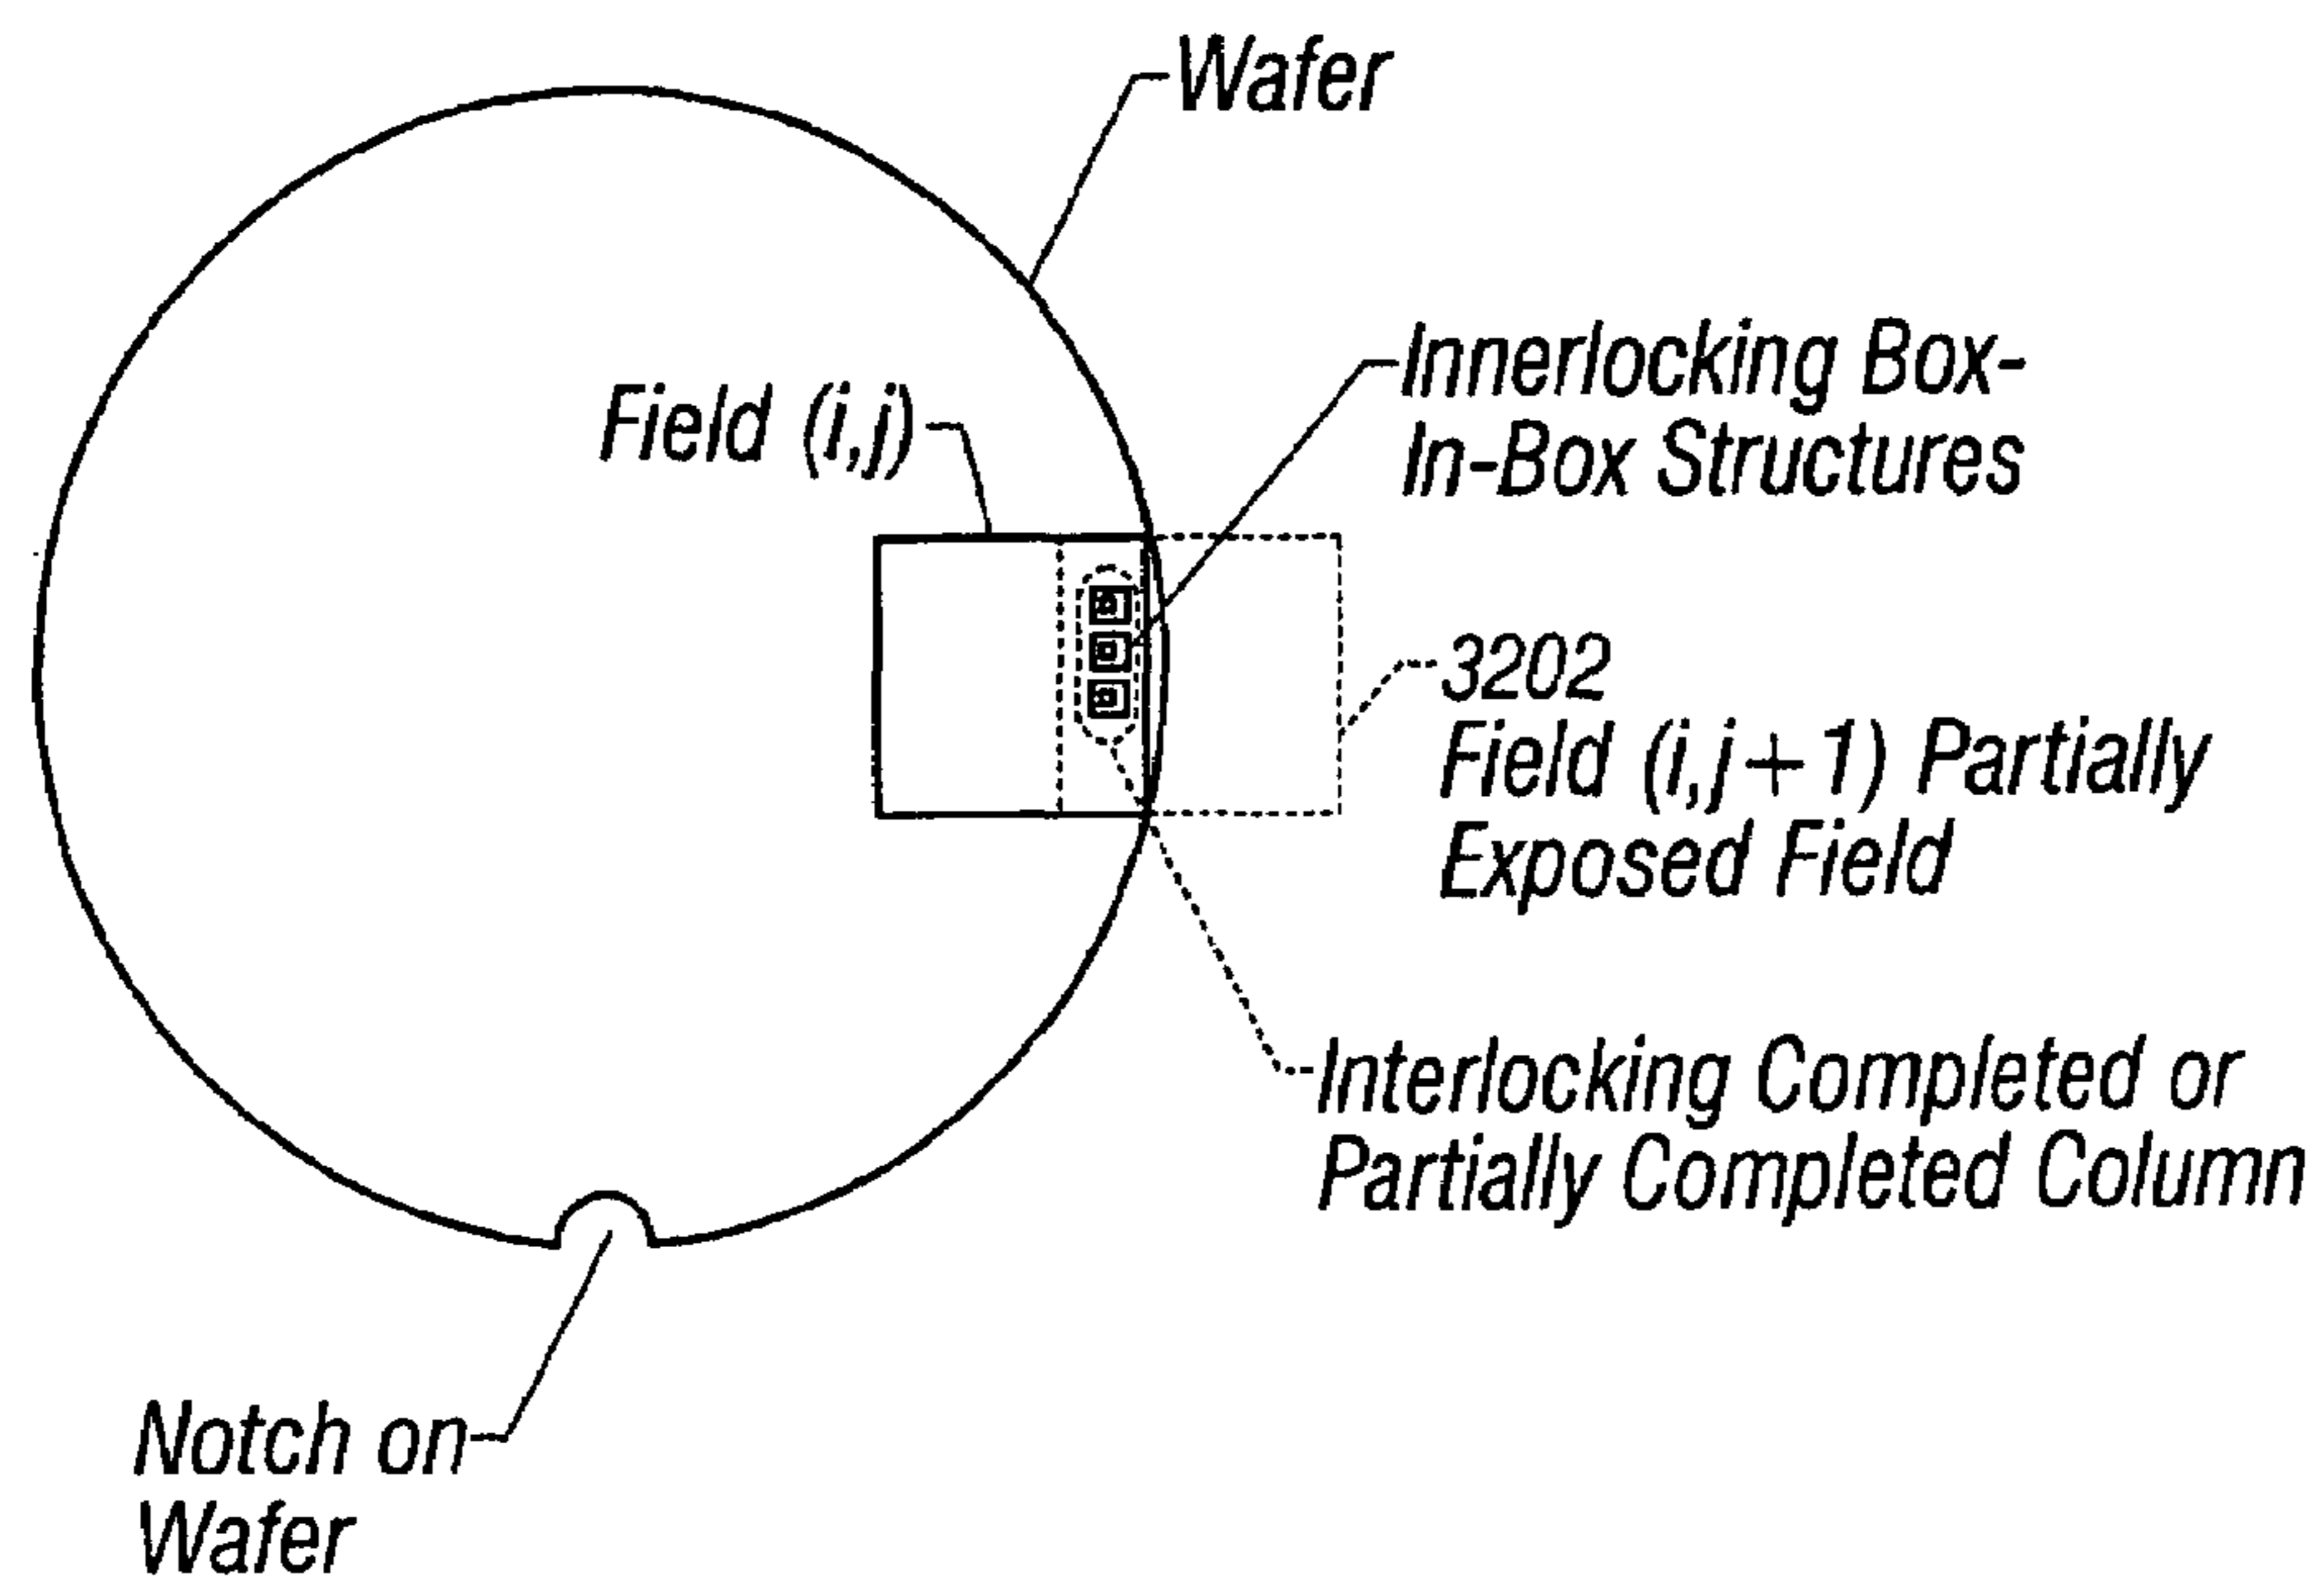 Wafer
Innerlocking Box-
In-Box Structures
Field (i,j)
3202
Field (i,j+1) Partially
Exposed Field
Interlocking Completed or
Partially Completed Column
Notch on
Wafer